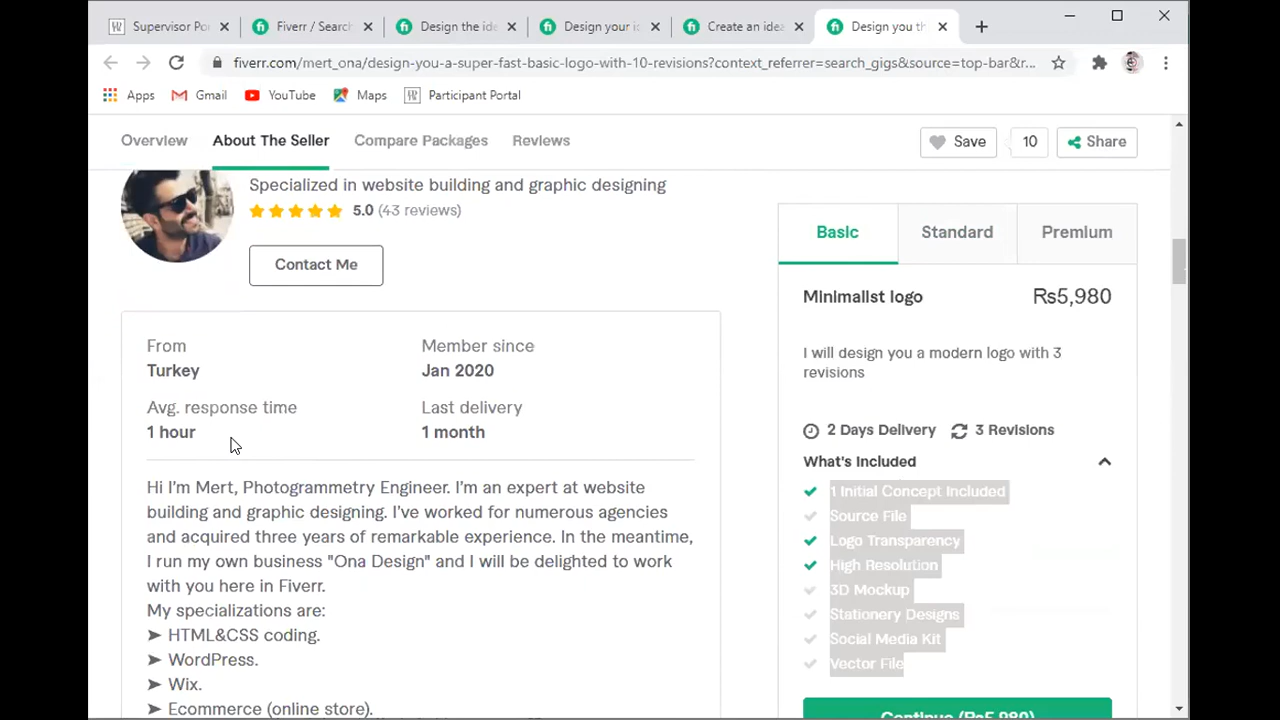 Supervisor Po
Fiverr / Search
Design the ide
Design your ic
Create an idea
Design you th
fiverr.com/mert_ona/design-you-a-super-fast-basic-logo-with-10-revisions?context_referrer=search_gigs&source=top-bar&r...
Apps
Gmail
YouTube
Maps
Participant Portal
Overview
About The Seller
Compare Packages
Reviews
Save
10
Share
Specialized in website building and graphic designing
5.0 (43 reviews)
Contact Me
From
Turkey
Member since
Jan 2020
Avg. response time
1 hour
Last delivery
1 month
Hi I'm Mert, Photogrammetry Engineer. I'm an expert at website
building and graphic designing. I've worked for numerous agencies
and acquired three years of remarkable experience. In the meantime,
I run my own business "Ona Design" and I will be delighted to work
with you here in Fiverr.
My specializations are:
➤ HTML&CSS coding.
➤ WordPress.
➤ Wix.
➤ Ecommerce (online store).
Basic
Standard
Premium
Minimalist logo
Rs5,980
I will design you a modern logo with 3
revisions
2 Days Delivery
3 Revisions
What's Included
1 Initial Concept Included
Source File
Logo Transparency
High Resolution
3D Mockup
Stationery Designs
Social Media Kit
Vector File
Continue (Rs5,980)